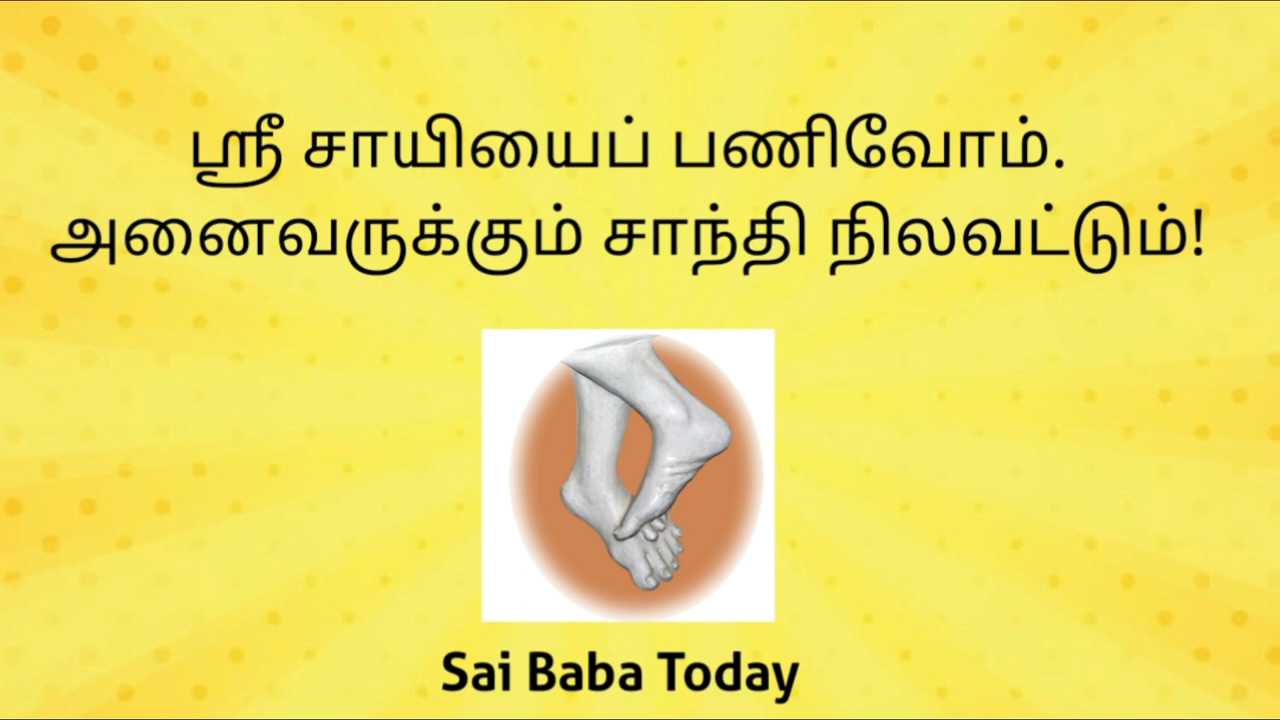 ஸ்ரீ சாயியைப் பணிவோம்.
அனைவருக்கும் சாந்தி நிலவட்டும்!
Sai Baba Today